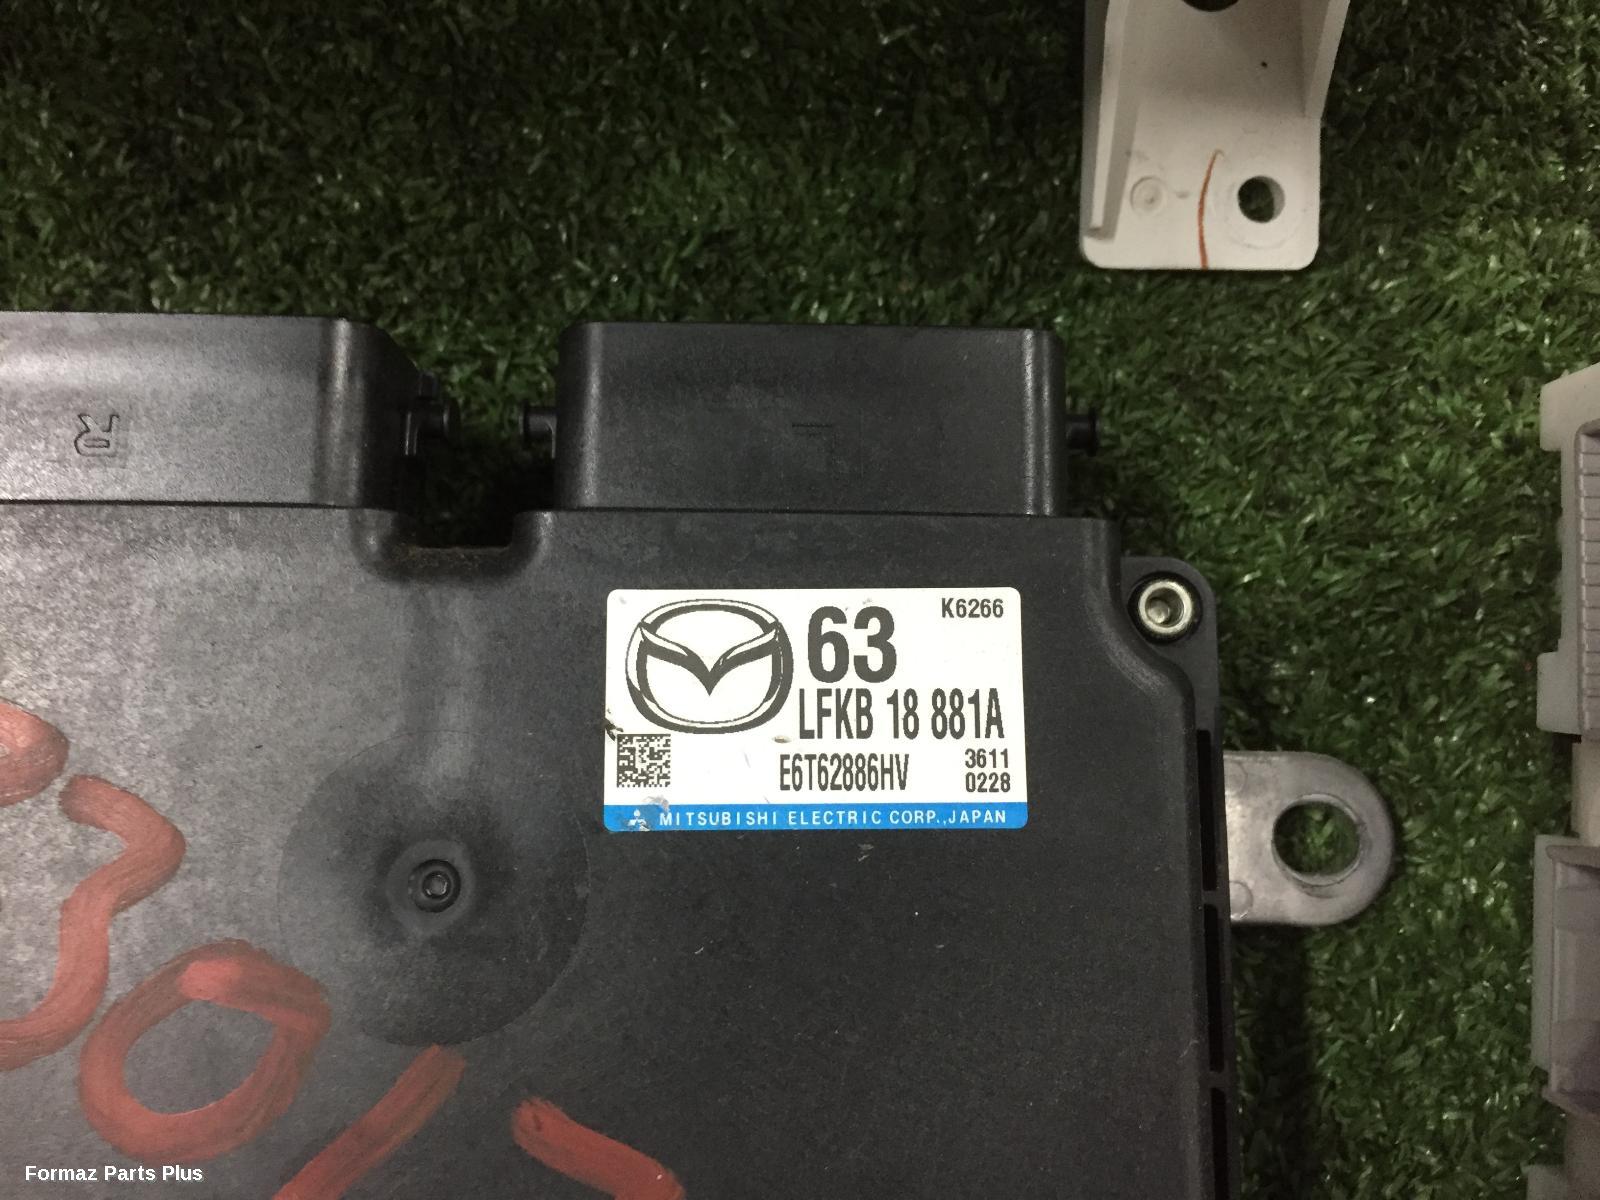 R
L
63
K6266
LFKB 18 881A
E6T62886HV
3611
0228
MITSUBISHI ELECTRIC CORP.,JAPAN
Formaz Parts Plus